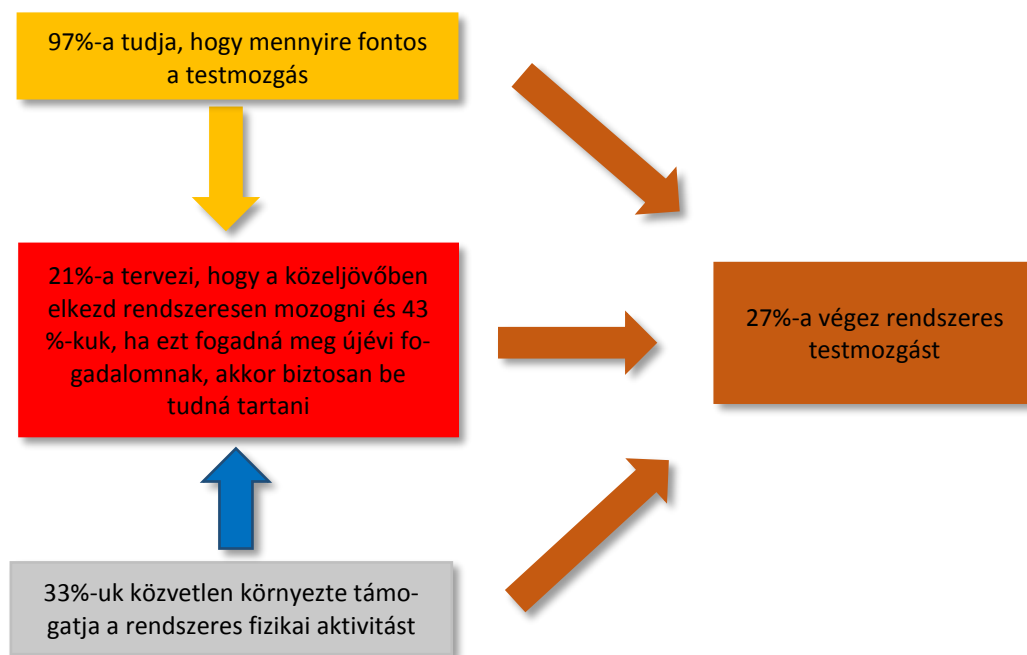 97%-a tudja, hogy mennyire fontos
a testmozgás
21%-a tervezi, hogy a közeljövőben
elkezd rendszeresen mozogni és 43
%-kuk, ha ezt fogadná meg újévi fo-
gadalomnak, akkor biztosan be
tudná tartani
27%-a végez rendszeres
testmozgást
33%-uk közvetlen környezte támo-
gatja a rendszeres fizikai aktivitást